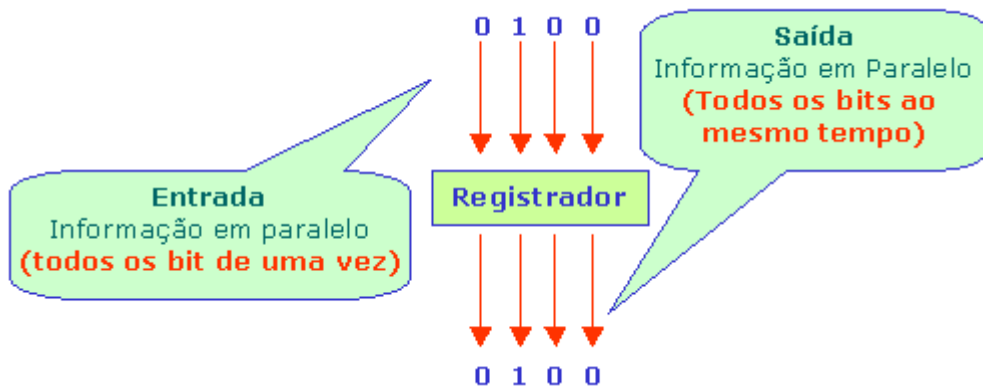 0 1 0 0
Saída
Informação em Paralelo
(Todos os bits ao
mesmo tempo)
Entrada
Informação em paralelo
(todos os bit de uma vez)
Registrador
0 1 0 0